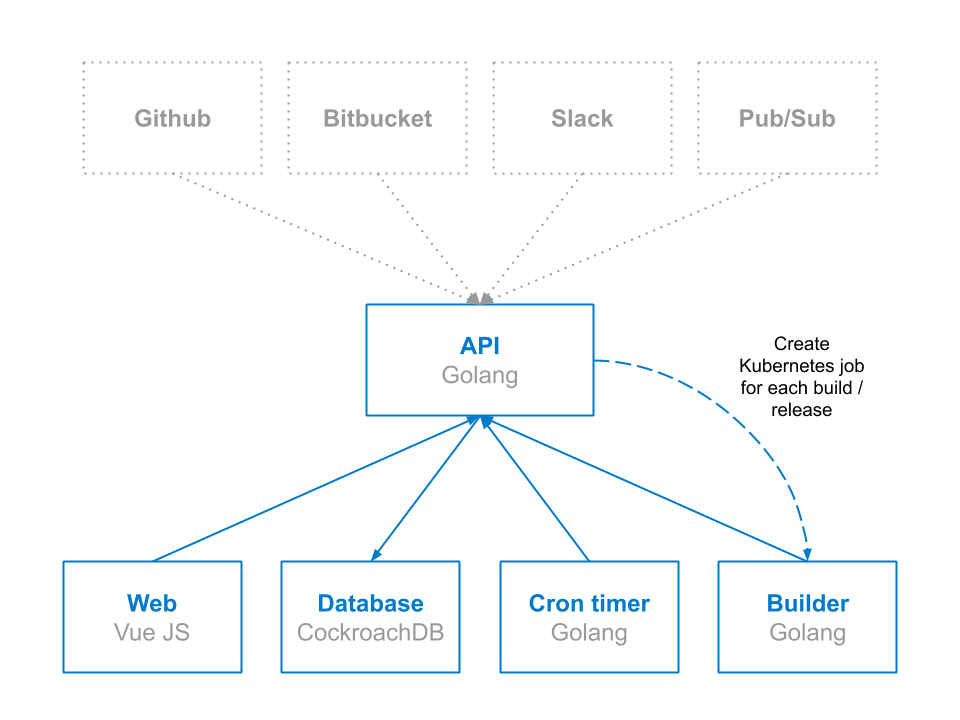 Github
Bitbucket
Slack
Pub/Sub
API
Golang
Create
Kubernetes job
for each build /
release
Web
Vue JS
Database
CockroachDB
Cron timer
Golang
Builder
Golang